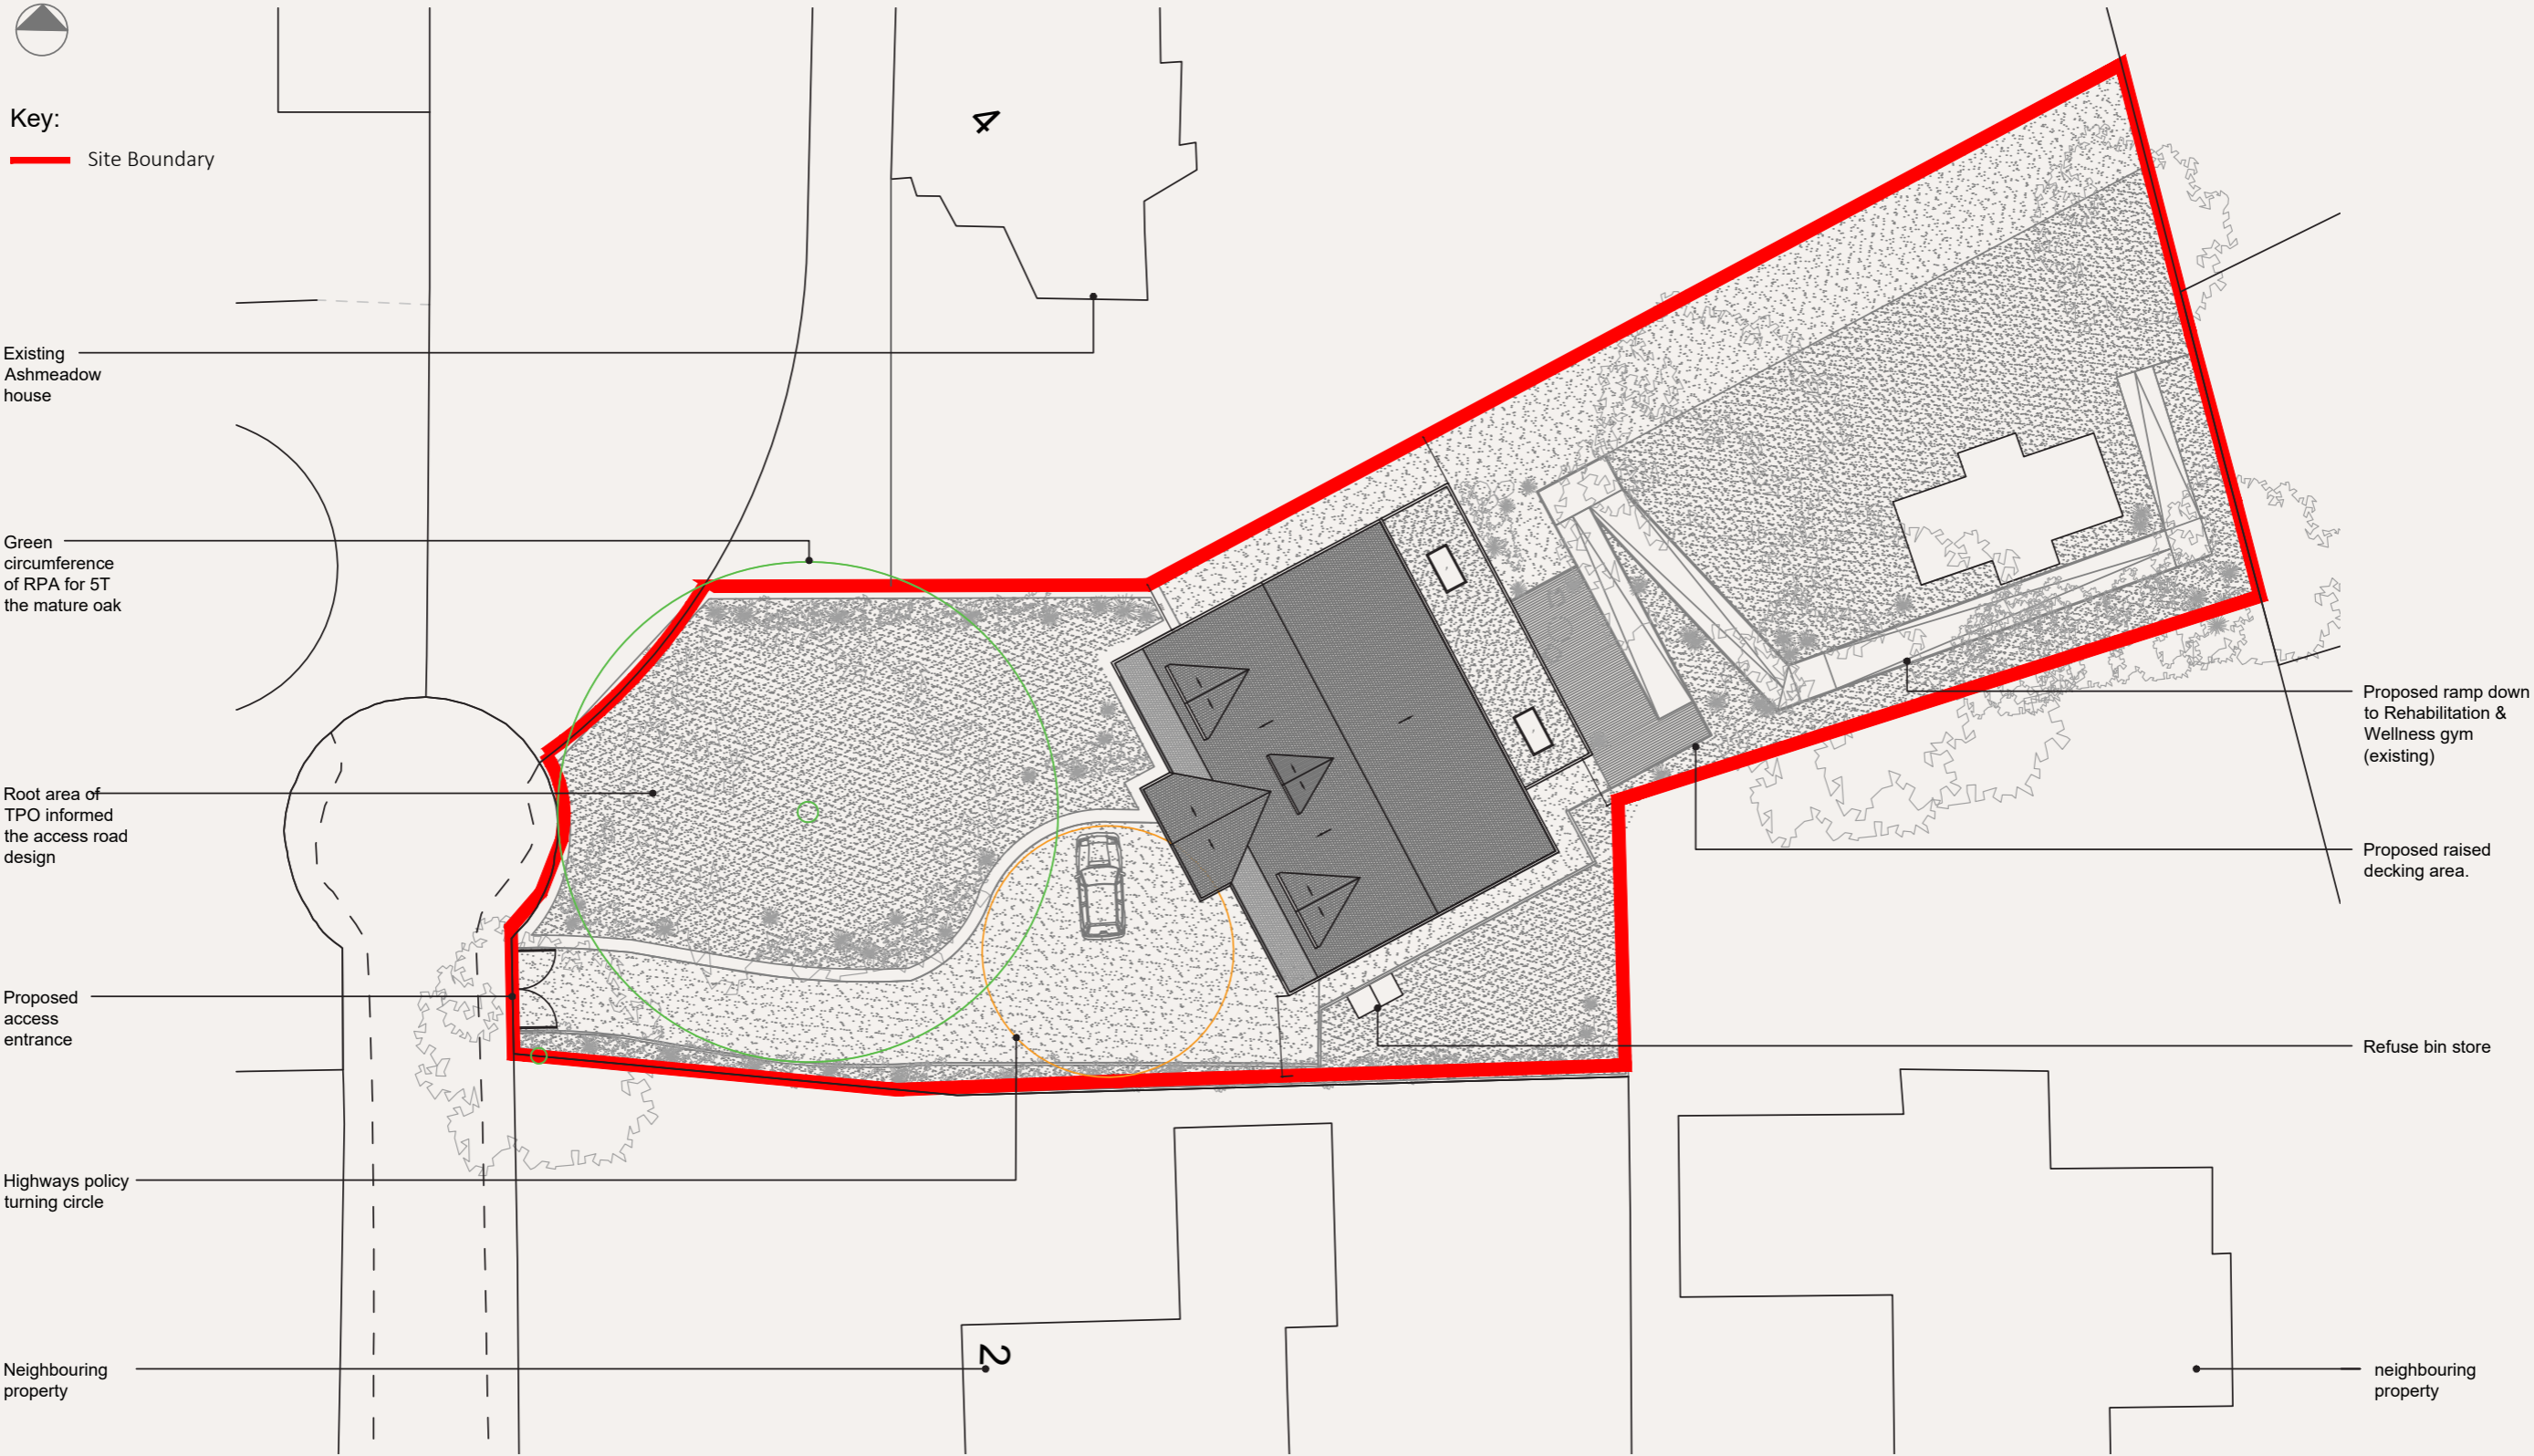 Key:
Site Boundary
4
Existing
Ashmeadow
house
Green
circumference
of RPA for 5T
the mature oak
Root area of
TPO informed
the access road
design
Proposed
access
entrance
Highways policy
turning circle
Neighbouring
property
2
Proposed ramp down
to Rehabilitation &
Wellness gym
(existing)
Proposed raised
decking area.
Refuse bin store
neighbouring
property